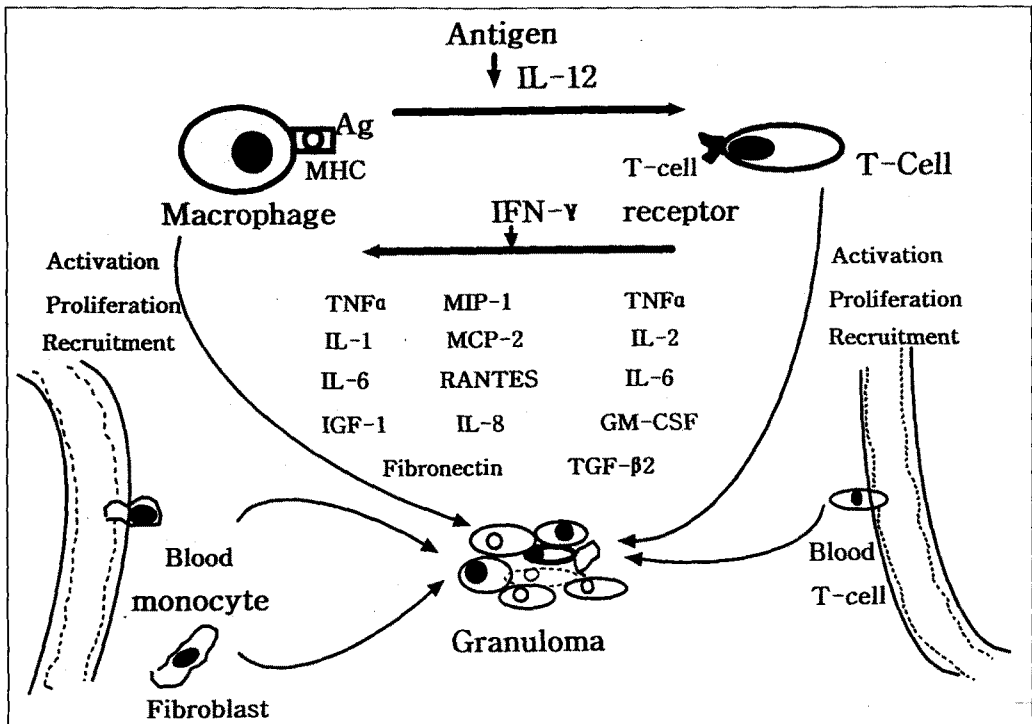 Antigen
IL-12
Ag
MHC
Macrophage
T-cell
receptor
T-Cell
IFN-γ
Activation
Proliferation
Recruitment
TNFα MIP-1 TNFα
IL-1 MCP-2 IL-2
IL-6 RANTES IL-6
IGF-1 IL-8 GM-CSF
Fibronectin TGF-β2
Activation
Proliferation
Recruitment
Blood
monocyte
Blood
T-cell
Granuloma
Fibroblast